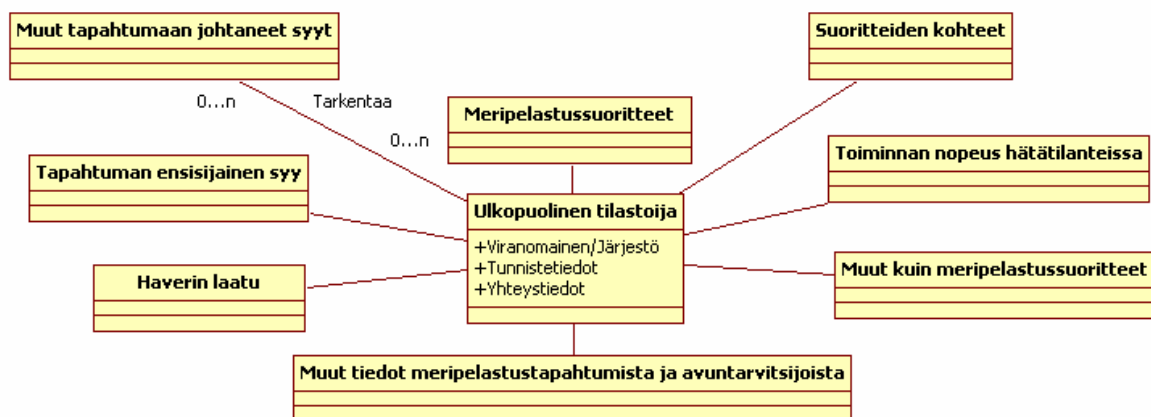 Muut tapahtumaan johtaneet syyt
Suoritteiden kohteet
0...n
Tarkentaa
0...n
Meripelastussuoritteet
Toiminnan nopeus hätätilanteissa
Tapahtuman ensisijainen syy
Ulkopuolinen tilastoija
+Viranomainen/Järjestö
+Tunnistetiedot
+Yhteystiedot
Haverin laatu
Muut kuin meripelastussuoritteet
Muut tiedot meripelastustapahtumista ja avuntarvitsijoista